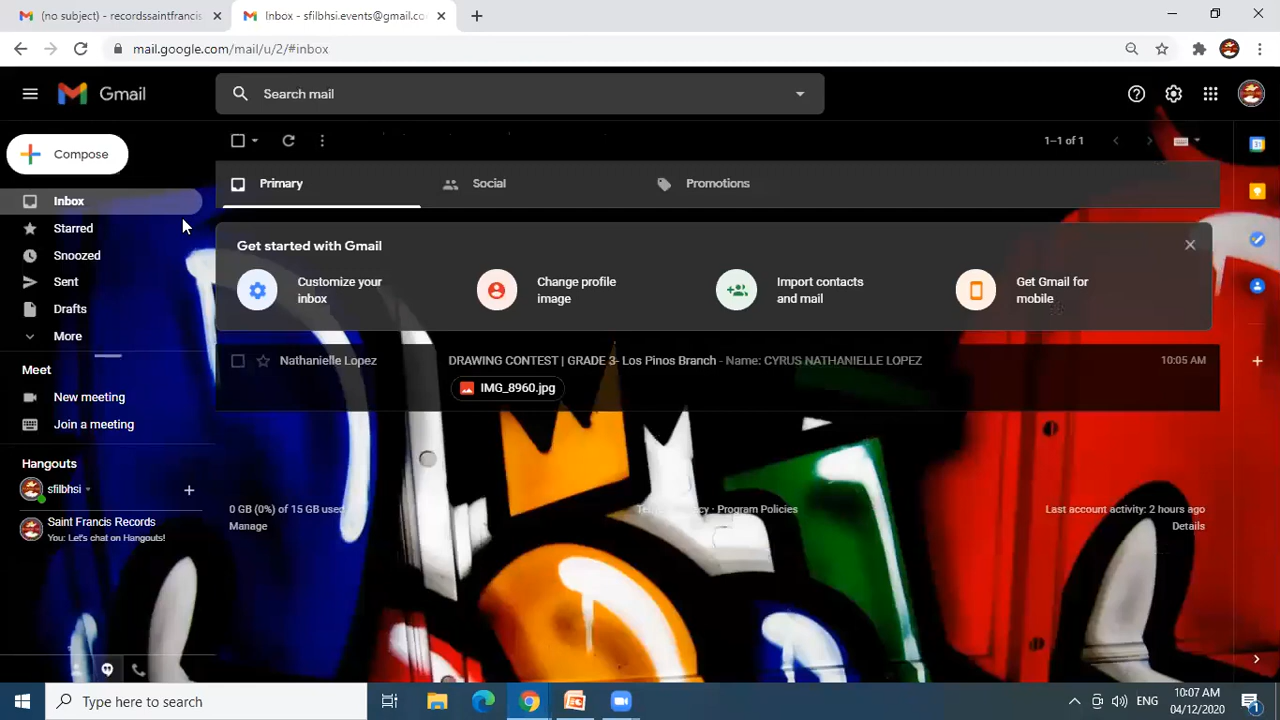 (no subject) - recordssaintfrancis
Inbox - sfilbhsi.events@gmail.co
mail.google.com/mail/u/2/#inbox
Gmail
Search mail
Compose
1–1 of 1
Primary
Social
Promotions
Inbox
Starred
Snoozed
Sent
Drafts
More
Get started with Gmail
Customize your
inbox
Change profile
image
Import contacts
and mail
Get Gmail for
mobile
Nathanielle Lopez
DRAWING CONTEST | GRADE 3- Los Pinos Branch - Name: CYRUS NATHANIELLE LOPEZ
10:05 AM
IMG_8960.jpg
Meet
New meeting
Join a meeting
Hangouts
sfilbhsi
Saint Francis Records
You: Let's chat on Hangouts!
0 GB (0%) of 15 GB used
Manage
· Program Policies
Last account activity: 2 hours ago
Details
Type here to search
ENG
10:07 AM
04/12/2020